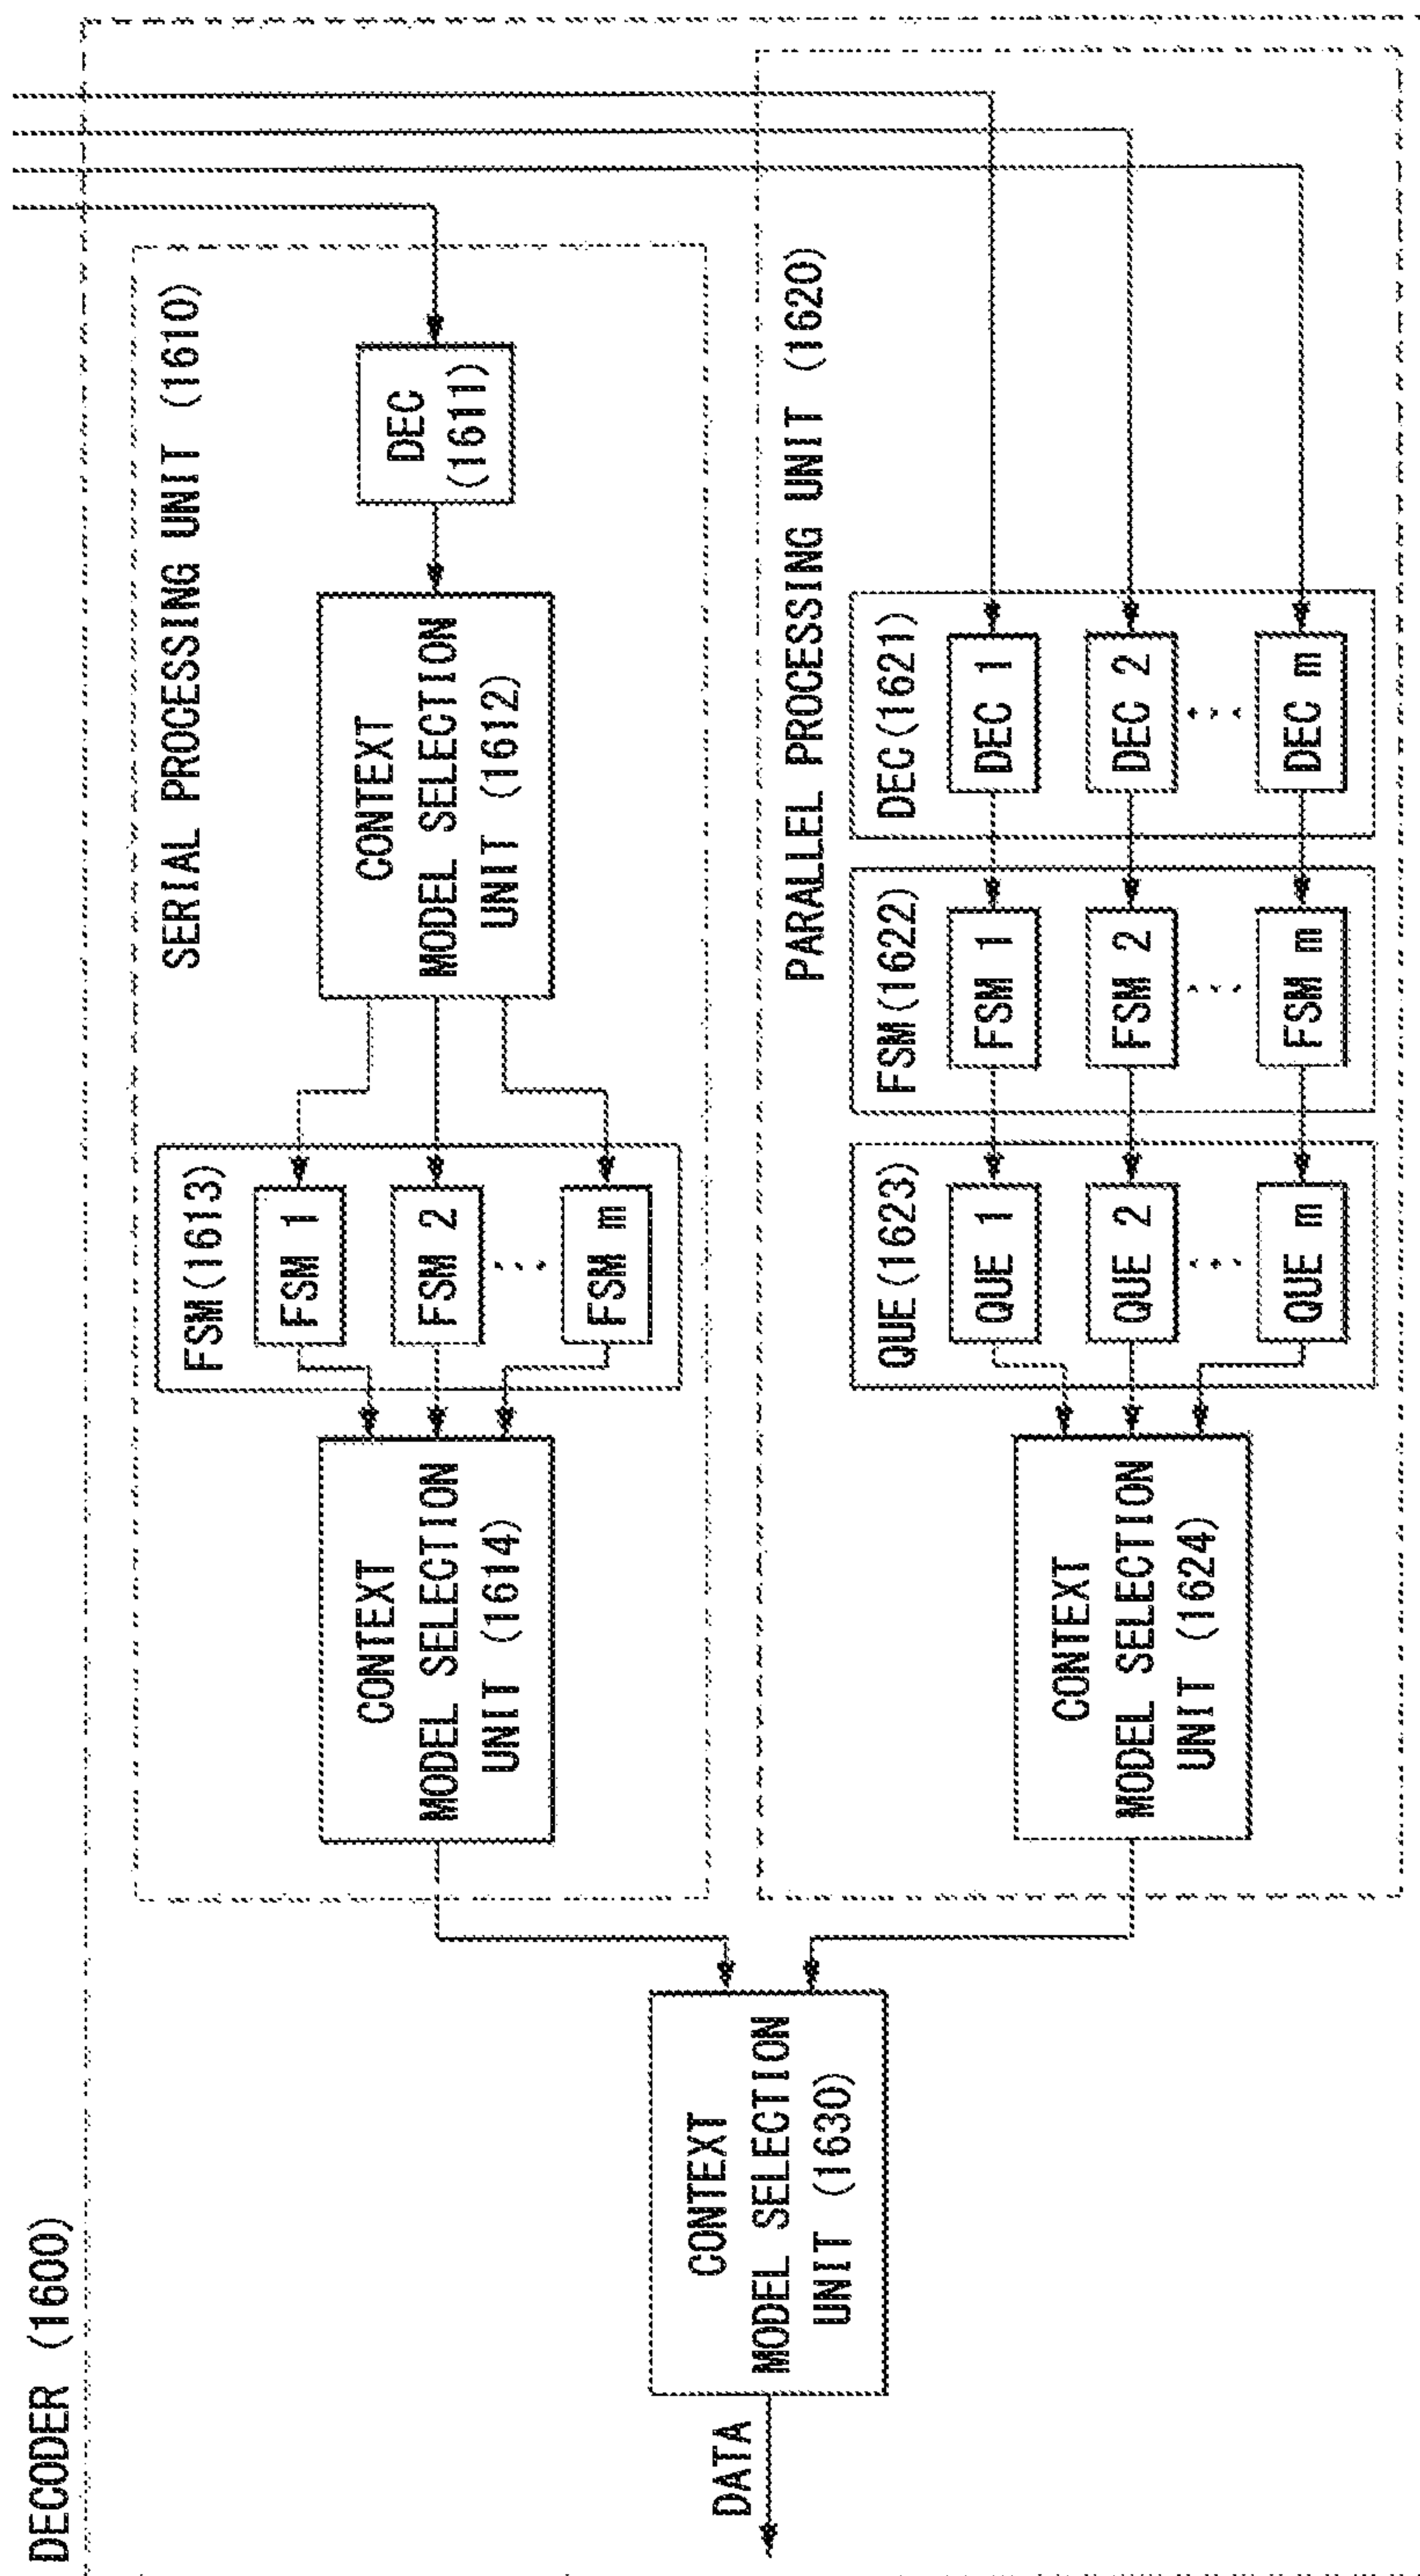 DECODER (1600)
SERIAL PROCESSING UNIT (1610)
DATA
CONTEXT
MODEL SELECTION
UNIT (1630)
CONTEXT
MODEL SELECTION
UNIT (1614)
FSM(1613)
FSM 1
FSM 2
FSM m
CONTEXT
MODEL SELECTION
UNIT (1612)
DEC
(1611)
PARALLEL PROCESSING UNIT (1620)
CONTEXT
MODEL SELECTION
UNIT (1624)
QUE(1623)
QUE 1
QUE 2
QUE m
FSM(1622)
FSM 1
FSM 2
FSM m
DEC(1621)
DEC 1
DEC 2
DEC m